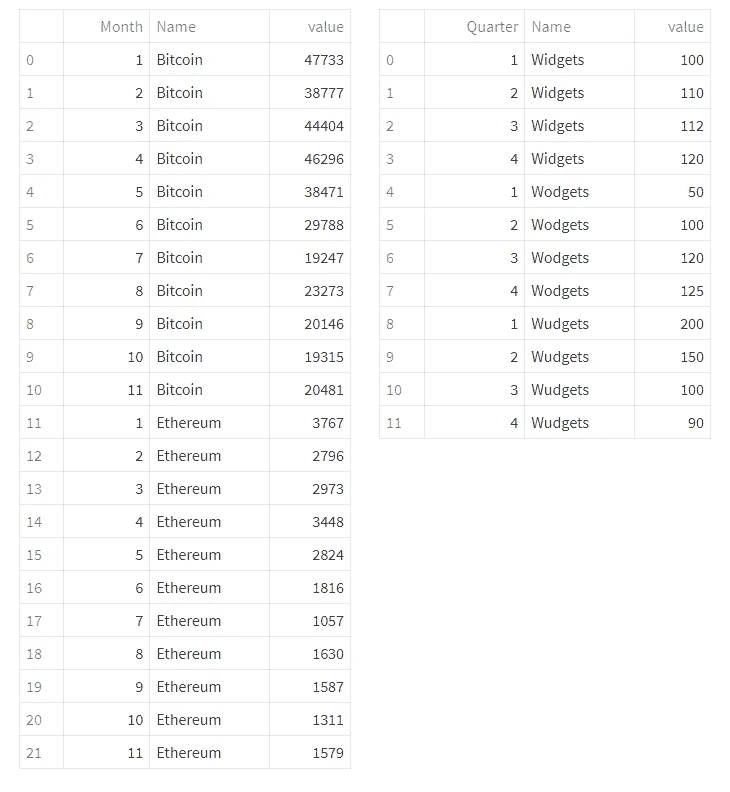 Month Name value
0 1 Bitcoin 47733
1 2 Bitcoin 38777
2 3 Bitcoin 44404
3 4 Bitcoin 46296
4 5 Bitcoin 38471
5 6 Bitcoin 29788
6 7 Bitcoin 19247
7 8 Bitcoin 23273
8 9 Bitcoin 20146
9 10 Bitcoin 19315
10 11 Bitcoin 20481
11 1 Ethereum 3767
12 2 Ethereum 2796
13 3 Ethereum 2973
14 4 Ethereum 3448
15 5 Ethereum 2824
16 6 Ethereum 1816
17 7 Ethereum 1057
18 8 Ethereum 1630
19 9 Ethereum 1587
20 10 Ethereum 1311
21 11 Ethereum 1579
Quarter Name value
0 1 Widgets 100
1 2 Widgets 110
2 3 Widgets 112
3 4 Widgets 120
4 1 Wodgets 50
5 2 Wodgets 100
6 3 Wodgets 120
7 4 Wodgets 125
8 1 Wudgets 200
9 2 Wudgets 150
10 3 Wudgets 100
11 4 Wudgets 90